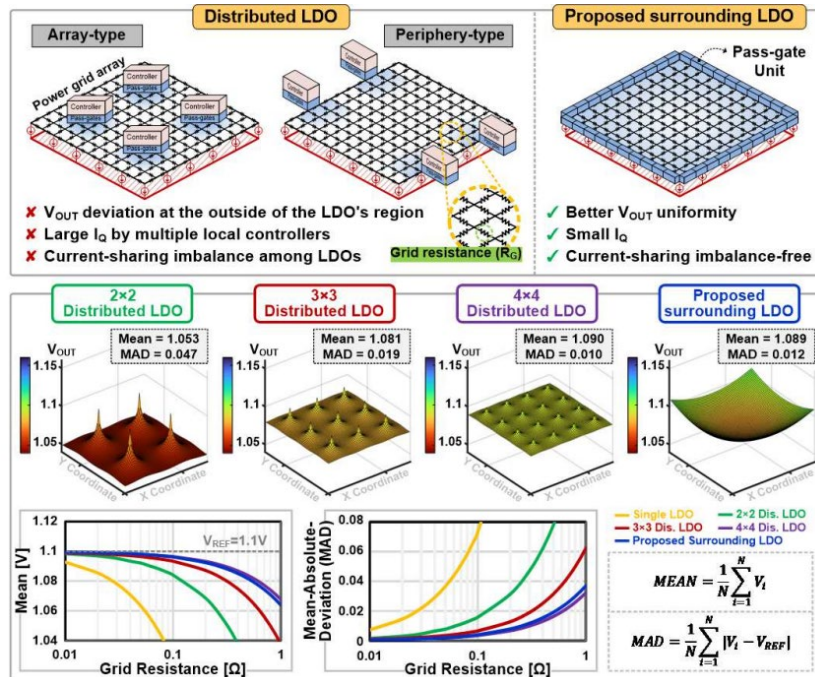 Distributed LDO
Proposed surrounding LDO
Array-type
Periphery-type
Power grid array
Controller
Pass-gates
Controller
Pass-gates
Controller
Pass-gates
Controller
Pass-gates
Controller
Controller
Controller
Controller
Pass-gate
Unit
✘ VOUT deviation at the outside of the LDO's region
✘ Large IQ by multiple local controllers
✘ Current-sharing imbalance among LDOs
Grid resistance (RG)
✓ Better VOUT uniformity
✓ Small IQ
✓ Current-sharing imbalance-free
2×2
Distributed LDO
Mean = 1.053
MAD = 0.047
VOUT
1.15
1.1
1.05
Y Coordinate
X Coordinate
3×3
Distributed LDO
Mean = 1.081
MAD = 0.019
VOUT
1.15
1.1
1.05
Y Coordinate
X Coordinate
4×4
Distributed LDO
Mean = 1.090
MAD = 0.010
VOUT
1.15
1.1
1.05
Y Coordinate
X Coordinate
Proposed
surrounding LDO
Mean = 1.089
MAD = 0.012
VOUT
1.15
1.1
1.05
Y Coordinate
X Coordinate
Mean [V]
1.12
1.1
1.08
1.06
1.04
VREF=1.1V
0.01
0.1
1
Grid Resistance [Ω]
Mean-Absolute-
Deviation (MAD)
0.08
0.06
0.04
0.02
0
0.01
0.1
1
Grid Resistance [Ω]
Single LDO
2×2 Dis. LDO
3×3 Dis. LDO
4×4 Dis. LDO
Proposed Surrounding LDO
MEAN = 1/N ∑_{i=1}^{N} V_i
MAD = 1/N ∑_{i=1}^{N} |V_i − V_REF|